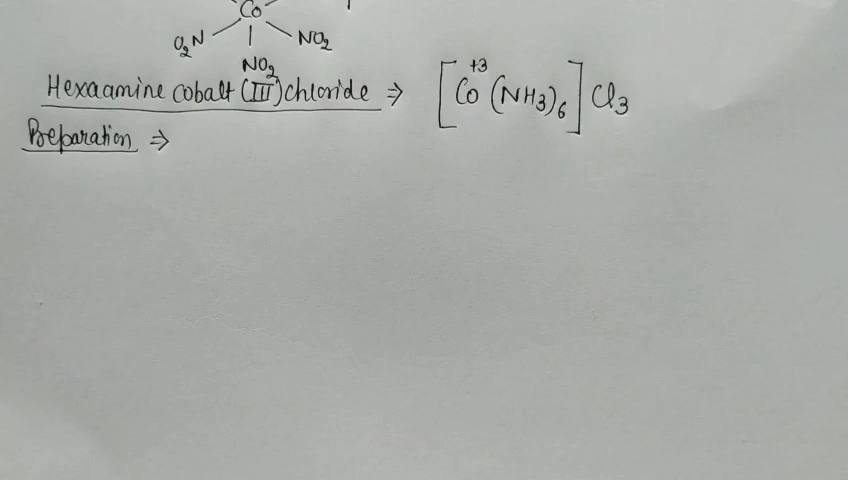 Co
O2N NO2
NO2
Hexaamine cobalt (III) chloride ⇒ [Co+3 (NH3)6] Cl3
Preparation ⇒